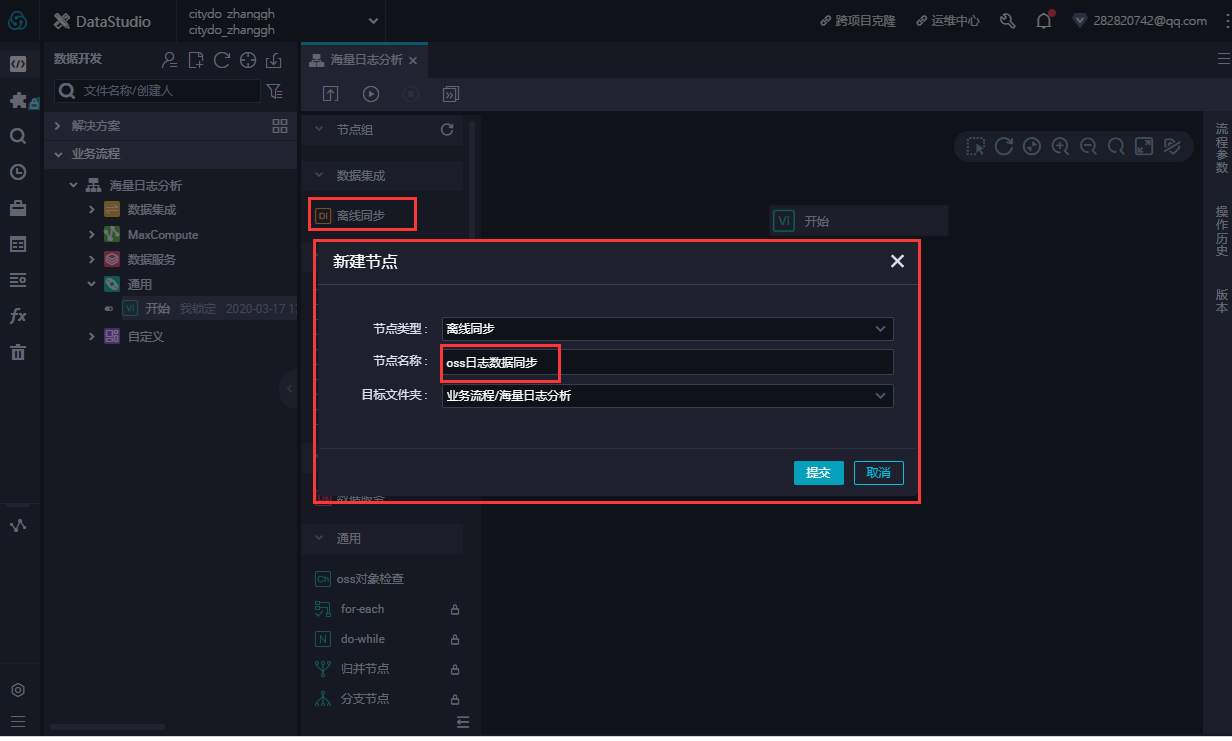 DataStudio
citydo_zhanggh
citydo_zhanggh
跨项目克隆
运维中心
282820742@qq.com
数据开发
文件名称/创建人
解决方案
业务流程
海量日志分析
数据集成
MaxCompute
数据服务
通用
Vi 开始 我锁定 2020-03-17 13
自定义
fx
海量日志分析
节点组
数据集成
DI 离线同步
Vi 开始
新建节点
节点类型: 离线同步
节点名称: oss日志数据同步
目标文件夹: 业务流程/海量日志分析
提交 取消
通用
Ch oss对象检查
for-each
N do-while
归并节点
分支节点
流程参数
操作历史
版本